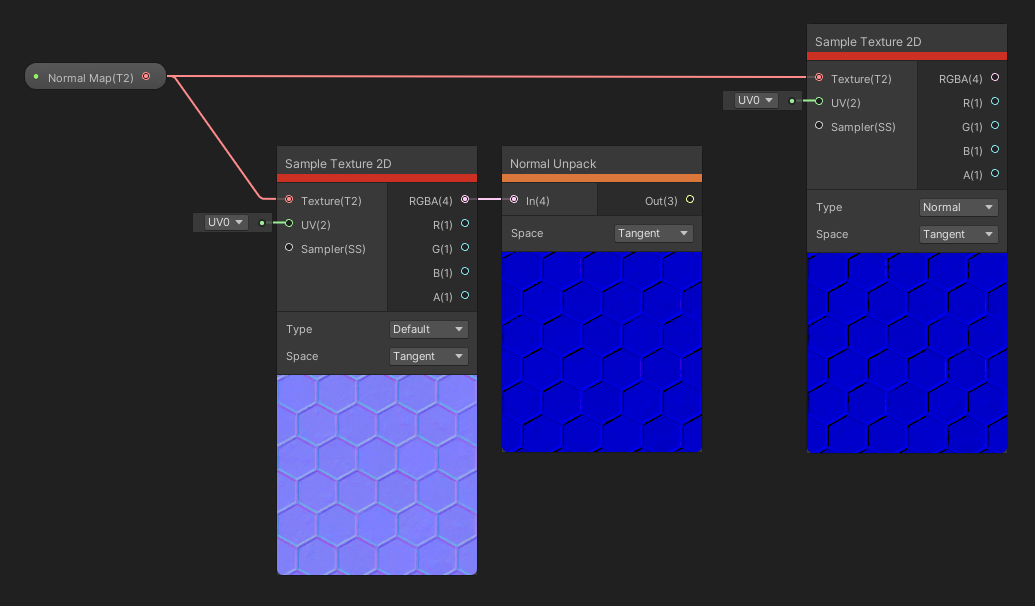 Normal Map(T2)
Sample Texture 2D
Texture(T2)
RGBA(4)
UV0
UV(2)
R(1)
Sampler(SS)
G(1)
B(1)
A(1)
Type
Default
Space
Tangent
Normal Unpack
In(4)
Out(3)
Space
Tangent
Sample Texture 2D
Texture(T2)
RGBA(4)
UV0
UV(2)
R(1)
Sampler(SS)
G(1)
B(1)
A(1)
Type
Normal
Space
Tangent